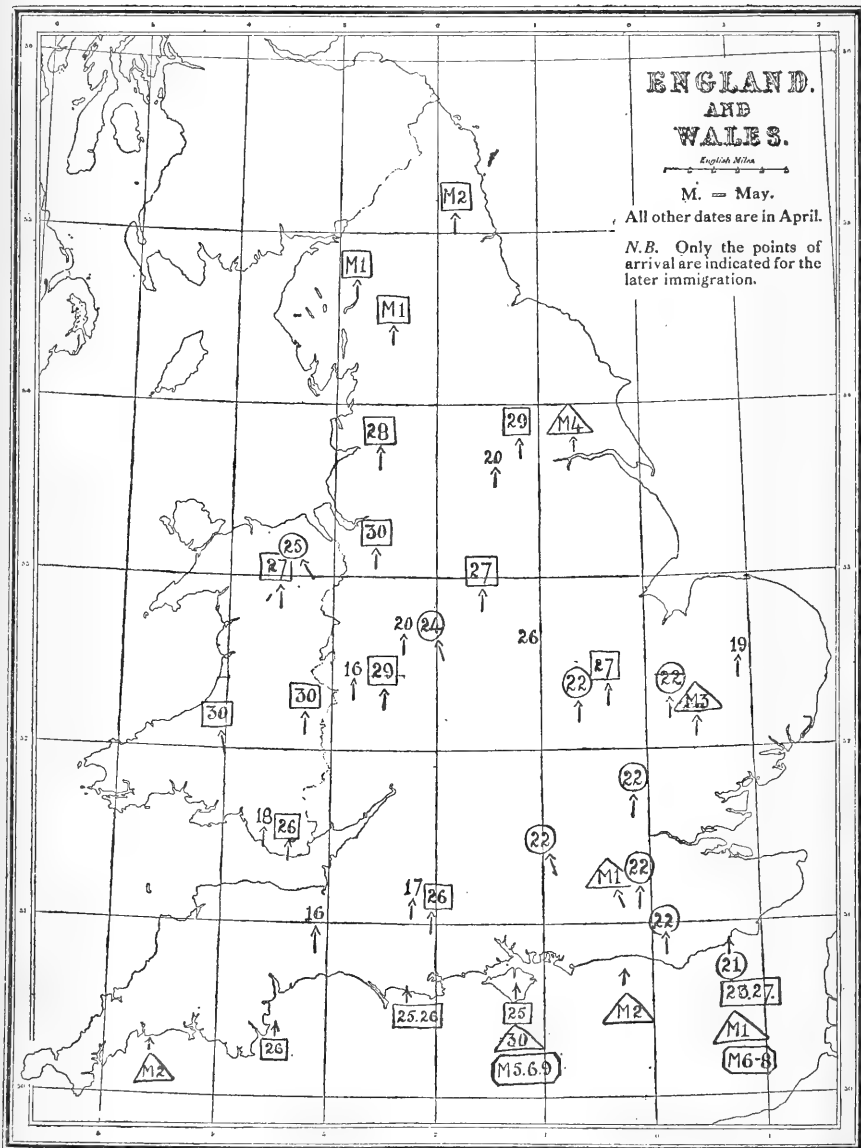 ENGLAND.
AND
WALES.
English Miles
M. = May.
All other dates are in April.
N.B. Only the points of
arrival are indicated for the
later immigration.
M2
M1
M1
28
29
M4
20
30
25
27
27
20
24
26
19
16
29
22
27
22
M3
30
30
22
18
26
22
M1
22
17
26
16
22
21
25.26
25
M2
26
30
M1
M2
M5.6.9
M6-8